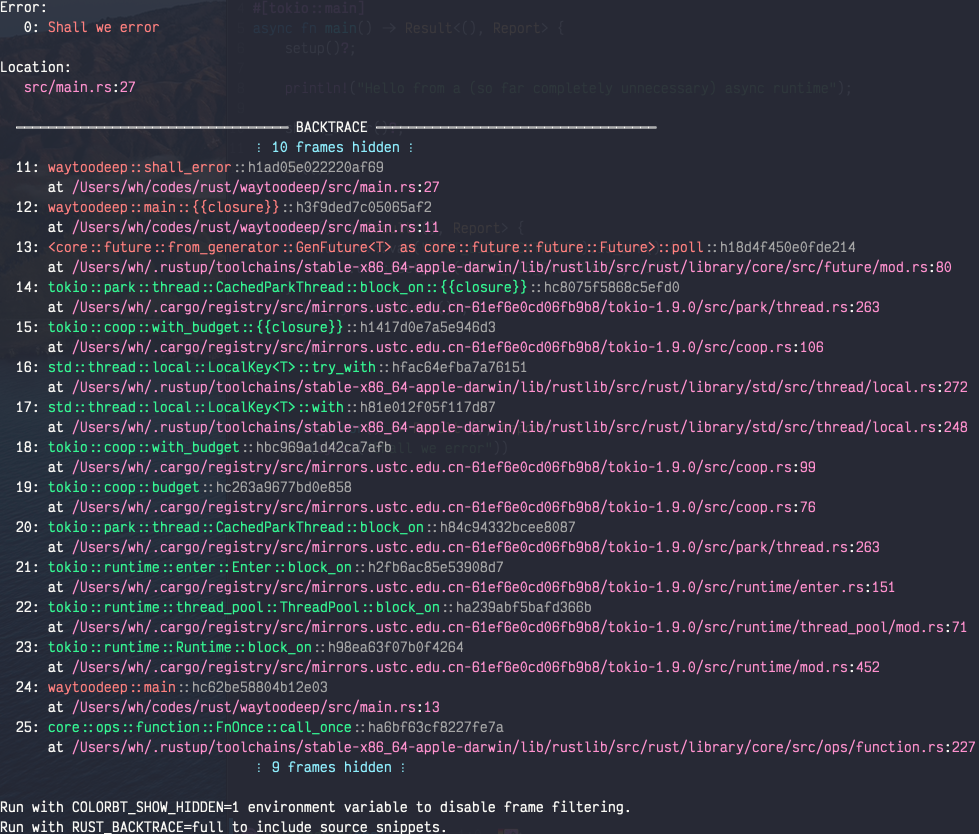 Error:
0: Shall we error
Location:
src/main.rs:27
#[tokio::main]
async fn main() -> Result<(), Report> {
setup()?;
println!("Hello from a (so far completely unnecessary) async runtime");
BACKTRACE
⋮ 10 frames hidden ⋮
11: waytoodeep::shall_error::h1ad05e022220af69
at /Users/wh/codes/rust/waytoodeep/src/main.rs:27
12: waytoodeep::main::{{closure}}::h3f9ded7c05065af2
at /Users/wh/codes/rust/waytoodeep/src/main.rs:11
13: <core::future::from_generator::GenFuture<T> as core::future::future::Future>::poll::h18d4f450e0fde214
at /Users/wh/.rustup/toolchains/stable-x86_64-apple-darwin/lib/rustlib/src/rust/library/core/src/future/mod.rs:80
14: tokio::park::thread::CachedParkThread::block_on::{{closure}}::hc8075f5868c5efd0
at /Users/wh/.cargo/registry/src/mirrors.ustc.edu.cn-61ef6e0cd06fb9b8/tokio-1.9.0/src/park/thread.rs:263
15: tokio::coop::with_budget::{{closure}}::h1417d0e7a5e946d3
at /Users/wh/.cargo/registry/src/mirrors.ustc.edu.cn-61ef6e0cd06fb9b8/tokio-1.9.0/src/coop.rs:106
16: std::thread::local::LocalKey<T>::try_with::hfac64efba7a76151
at /Users/wh/.rustup/toolchains/stable-x86_64-apple-darwin/lib/rustlib/src/rust/library/std/src/thread/local.rs:272
17: std::thread::local::LocalKey<T>::with::h81e012f05f117d87
at /Users/wh/.rustup/toolchains/stable-x86_64-apple-darwin/lib/rustlib/src/rust/library/std/src/thread/local.rs:248
18: tokio::coop::with_budget::hbc969a1d42ca7afb
at /Users/wh/.cargo/registry/src/mirrors.ustc.edu.cn-61ef6e0cd06fb9b8/tokio-1.9.0/src/coop.rs:99
19: tokio::coop::budget::hc263a9677bd0e858
at /Users/wh/.cargo/registry/src/mirrors.ustc.edu.cn-61ef6e0cd06fb9b8/tokio-1.9.0/src/coop.rs:76
20: tokio::park::thread::CachedParkThread::block_on::h84c94332bcee8087
at /Users/wh/.cargo/registry/src/mirrors.ustc.edu.cn-61ef6e0cd06fb9b8/tokio-1.9.0/src/park/thread.rs:263
21: tokio::runtime::enter::Enter::block_on::h2fb6ac85e53908d7
at /Users/wh/.cargo/registry/src/mirrors.ustc.edu.cn-61ef6e0cd06fb9b8/tokio-1.9.0/src/runtime/enter.rs:151
22: tokio::runtime::thread_pool::ThreadPool::block_on::ha239abf5bafd366b
at /Users/wh/.cargo/registry/src/mirrors.ustc.edu.cn-61ef6e0cd06fb9b8/tokio-1.9.0/src/runtime/thread_pool/mod.rs:71
23: tokio::runtime::Runtime::block_on::h98ea63f07b0f4264
at /Users/wh/.cargo/registry/src/mirrors.ustc.edu.cn-61ef6e0cd06fb9b8/tokio-1.9.0/src/runtime/mod.rs:452
24: waytoodeep::main::hc62be58804b12e03
at /Users/wh/codes/rust/waytoodeep/src/main.rs:13
25: core::ops::function::FnOnce::call_once::ha6bf63cf8227fe7a
at /Users/wh/.rustup/toolchains/stable-x86_64-apple-darwin/lib/rustlib/src/rust/library/core/src/ops/function.rs:227
⋮ 9 frames hidden ⋮
Run with COLORBT_SHOW_HIDDEN=1 environment variable to disable frame filtering.
Run with RUST_BACKTRACE=full to include source snippets.